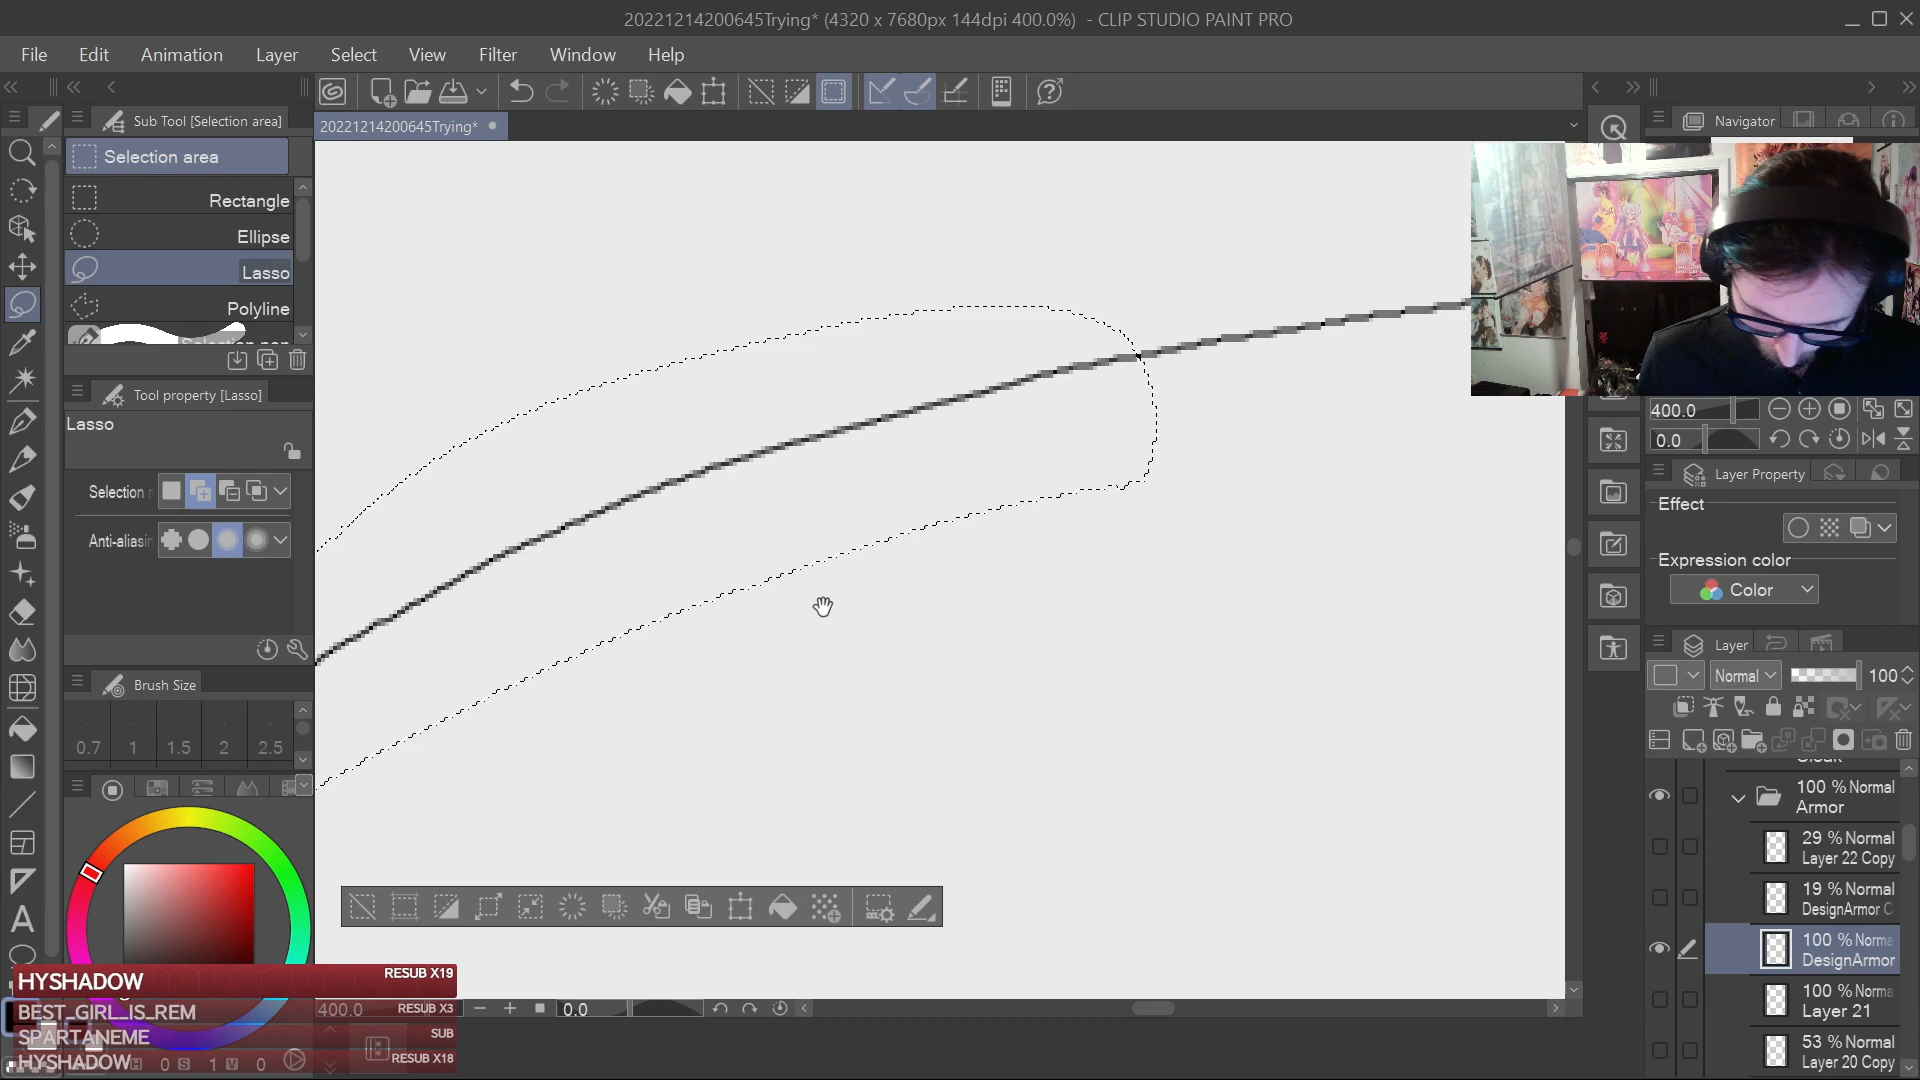 20221214200645Trying* (4320 x 7680px 144dpi 400.0%) - CLIP STUDIO PAINT PRO
File Edit Animation Layer Select View Filter Window Help
Sub Tool [Selection area]
20221214200645Trying*
Navigator
Selection area
Rectangle
Ellipse
Lasso
Polyline
Tool property [Lasso]
Lasso
Selection
Anti-aliasin
Brush Size
0.7 1 1.5 2 2.5
400.0
0.0
Layer Property
Effect
Expression color
Color
Layer
Normal 100
100 % Normal
Armor
29 % Normal
Layer 22 Copy
19 % Normal
DesignArmor C
100 % Norma
DesignArmor
100 % Norma
Layer 21
53 % Normal
Layer 20 Copy
HYSHADOW RESUB X19
BEST_GIRL_IS_REM RESUB X3
SPARTANEME SUB
HYSHADOW RESUB X18
400.0 0.0
H 0 S 1 V 0